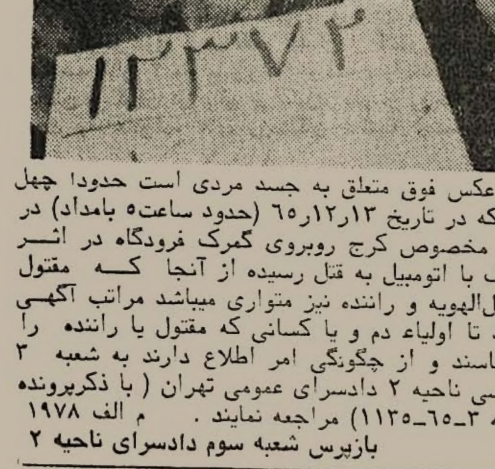 ۱۲۳۷۲
عکس فوق متعلق به جسد مردی است حدودا چهل
که در تاریخ ۱۳ر۱۲ر۶۵ (حدود ساعت۵ بامداد) در
مخصوص کرج روبروی گمرک فرودگاه در اثر
با اتومبیل به قتل رسیده از آنجا که مقتول
الهویه و راننده نیز متواری میباشد مراتب آگهی
تا اولیاء دم و یا کسانی که مقتول یا راننده را
اسند و از چگونگی امر اطلاع دارند به شعبه ۳
سی ناحیه ۲ دادسرای عمومی تهران ( با ذکرپرونده
۳ـ۶۵ـ۱۱۳۵) مراجعه نمایند . م الف ۱۹۷۸
بازپرس شعبه سوم دادسرای ناحیه ۲